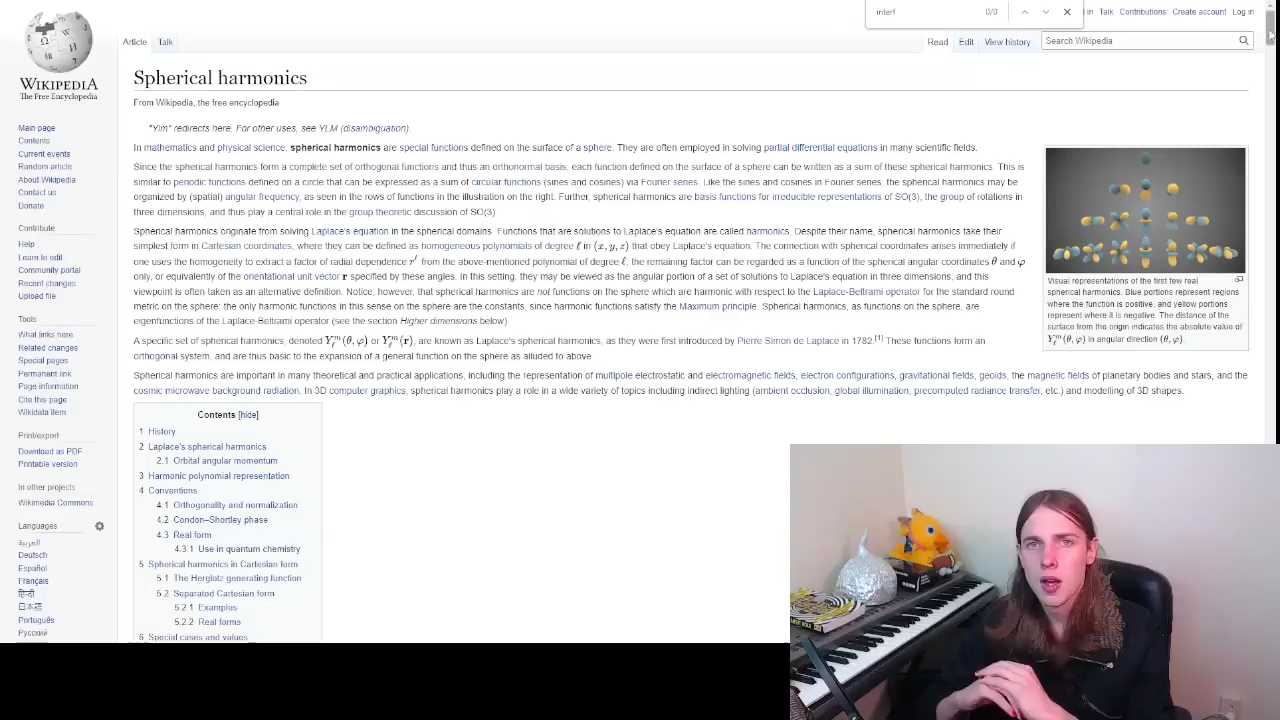 interf 0/0
in Talk Contributions Create account Log in
Article Talk Read Edit View history Search Wikipedia
WIKIPEDIA
The Free Encyclopedia
Main page
Contents
Current events
Random article
About Wikipedia
Contact us
Donate
Contribute
Help
Learn to edit
Community portal
Recent changes
Upload file
Tools
What links here
Related changes
Special pages
Permanent link
Page information
Cite this page
Wikidata item
Print/export
Download as PDF
Printable version
In other projects
Wikimedia Commons
Languages
العربية
Deutsch
Español
Français
हिन्दी
日本語
Português
Русский
Spherical harmonics
From Wikipedia, the free encyclopedia
"Ylm" redirects here. For other uses, see YLM (disambiguation).
In mathematics and physical science, spherical harmonics are special functions defined on the surface of a sphere. They are often employed in solving partial differential equations in many scientific fields.
Since the spherical harmonics form a complete set of orthogonal functions and thus an orthonormal basis, each function defined on the surface of a sphere can be written as a sum of these spherical harmonics. This is
similar to periodic functions defined on a circle that can be expressed as a sum of circular functions (sines and cosines) via Fourier series. Like the sines and cosines in Fourier series, the spherical harmonics may be
organized by (spatial) angular frequency, as seen in the rows of functions in the illustration on the right. Further, spherical harmonics are basis functions for irreducible representations of SO(3), the group of rotations in
three dimensions, and thus play a central role in the group theoretic discussion of SO(3).
Spherical harmonics originate from solving Laplace's equation in the spherical domains. Functions that are solutions to Laplace's equation are called harmonics. Despite their name, spherical harmonics take their
simplest form in Cartesian coordinates, where they can be defined as homogeneous polynomials of degree ℓ in (x, y, z) that obey Laplace's equation. The connection with spherical coordinates arises immediately if
one uses the homogeneity to extract a factor of radial dependence r^ℓ from the above-mentioned polynomial of degree ℓ; the remaining factor can be regarded as a function of the spherical angular coordinates θ and φ
only, or equivalently of the orientational unit vector r specified by these angles. In this setting, they may be viewed as the angular portion of a set of solutions to Laplace's equation in three dimensions, and this
viewpoint is often taken as an alternative definition. Notice, however, that spherical harmonics are not functions on the sphere which are harmonic with respect to the Laplace-Beltrami operator for the standard round
metric on the sphere: the only harmonic functions in this sense on the sphere are the constants, since harmonic functions satisfy the Maximum principle. Spherical harmonics, as functions on the sphere, are
eigenfunctions of the Laplace-Beltrami operator (see the section Higher dimensions below).
A specific set of spherical harmonics, denoted Yℓ^m(θ, φ) or Yℓ^m(r), are known as Laplace's spherical harmonics, as they were first introduced by Pierre Simon de Laplace in 1782.[1] These functions form an
orthogonal system, and are thus basic to the expansion of a general function on the sphere as alluded to above.
Spherical harmonics are important in many theoretical and practical applications, including the representation of multipole electrostatic and electromagnetic fields, electron configurations, gravitational fields, geoids, the magnetic fields of planetary bodies and stars, and the
cosmic microwave background radiation. In 3D computer graphics, spherical harmonics play a role in a wide variety of topics including indirect lighting (ambient occlusion, global illumination, precomputed radiance transfer, etc.) and modelling of 3D shapes.
Visual representations of the first few real
spherical harmonics. Blue portions represent regions
where the function is positive, and yellow portions
represent where it is negative. The distance of the
surface from the origin indicates the absolute value of
Yℓ^m(θ, φ) in angular direction (θ, φ).
Contents [hide]
1 History
2 Laplace's spherical harmonics
2.1 Orbital angular momentum
3 Harmonic polynomial representation
4 Conventions
4.1 Orthogonality and normalization
4.2 Condon–Shortley phase
4.3 Real form
4.3.1 Use in quantum chemistry
5 Spherical harmonics in Cartesian form
5.1 The Herglotz generating function
5.2 Separated Cartesian form
5.2.1 Examples
5.2.2 Real forms
6 Special cases and values